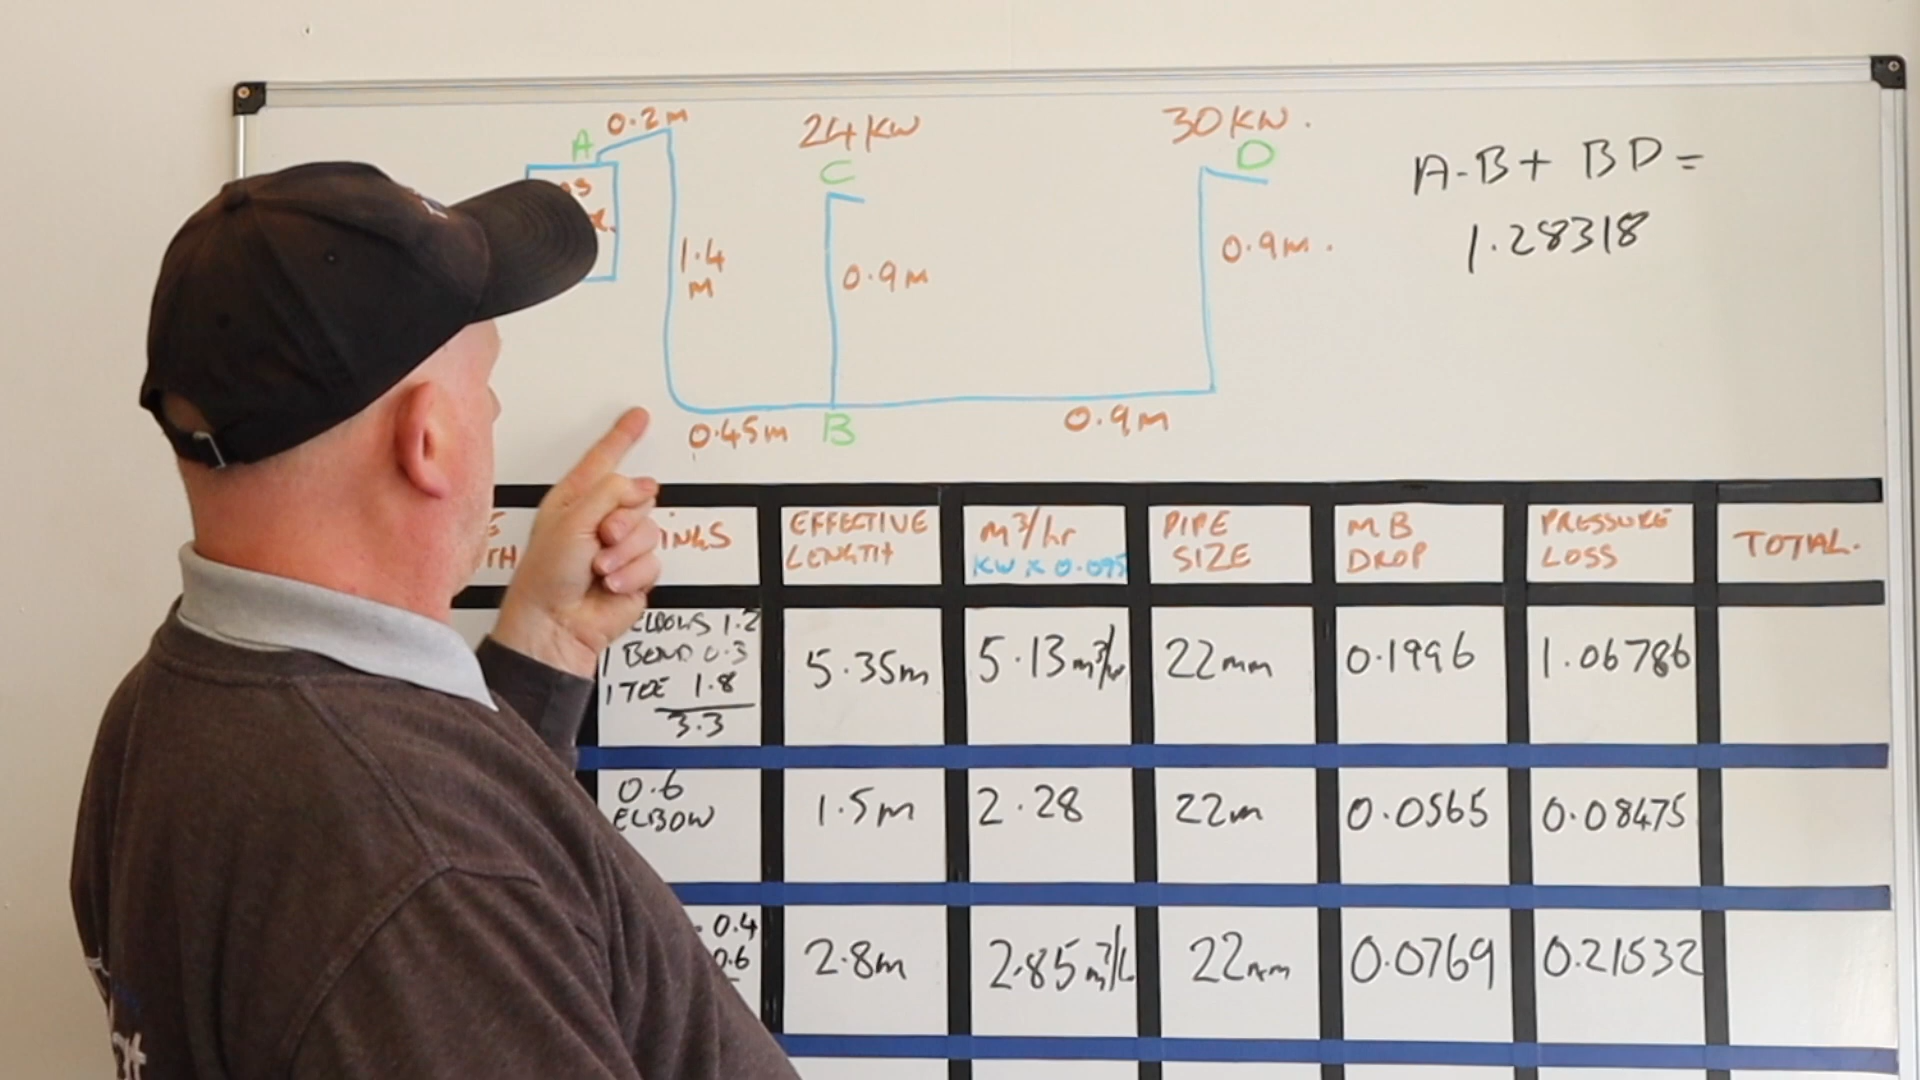 0.2m
A
24KW
C
30KW.
D
A-B+ BD =
1.28318
1.4
M
0.9m
0.9m.
0.45m
B
0.9m
EFFECTIVE
LENGTH
m³/hr
KW x 0.095
PIPE
SIZE
MB
DROP
PRESSURE
LOSS
TOTAL.
ELBOWS 1.2
1 BEND 0.3
1 TEE 1.8
3.3
5.35m
5.13m³/hr
22mm
0.1996
1.06786
0.6
ELBOW
1.5m
2.28
22m
0.0565
0.08475
0.4
0.6
2.8m
2.85m³/h
22mm
0.0769
0.21532